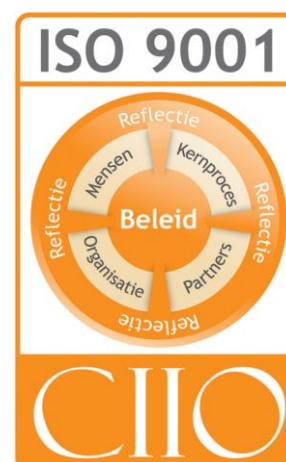 ISO 9001
Reflectie
Mensen
Kernproces
Reflectie
Beleid
Reflectie
Organisatie
Partners
Reflectie
CIIO